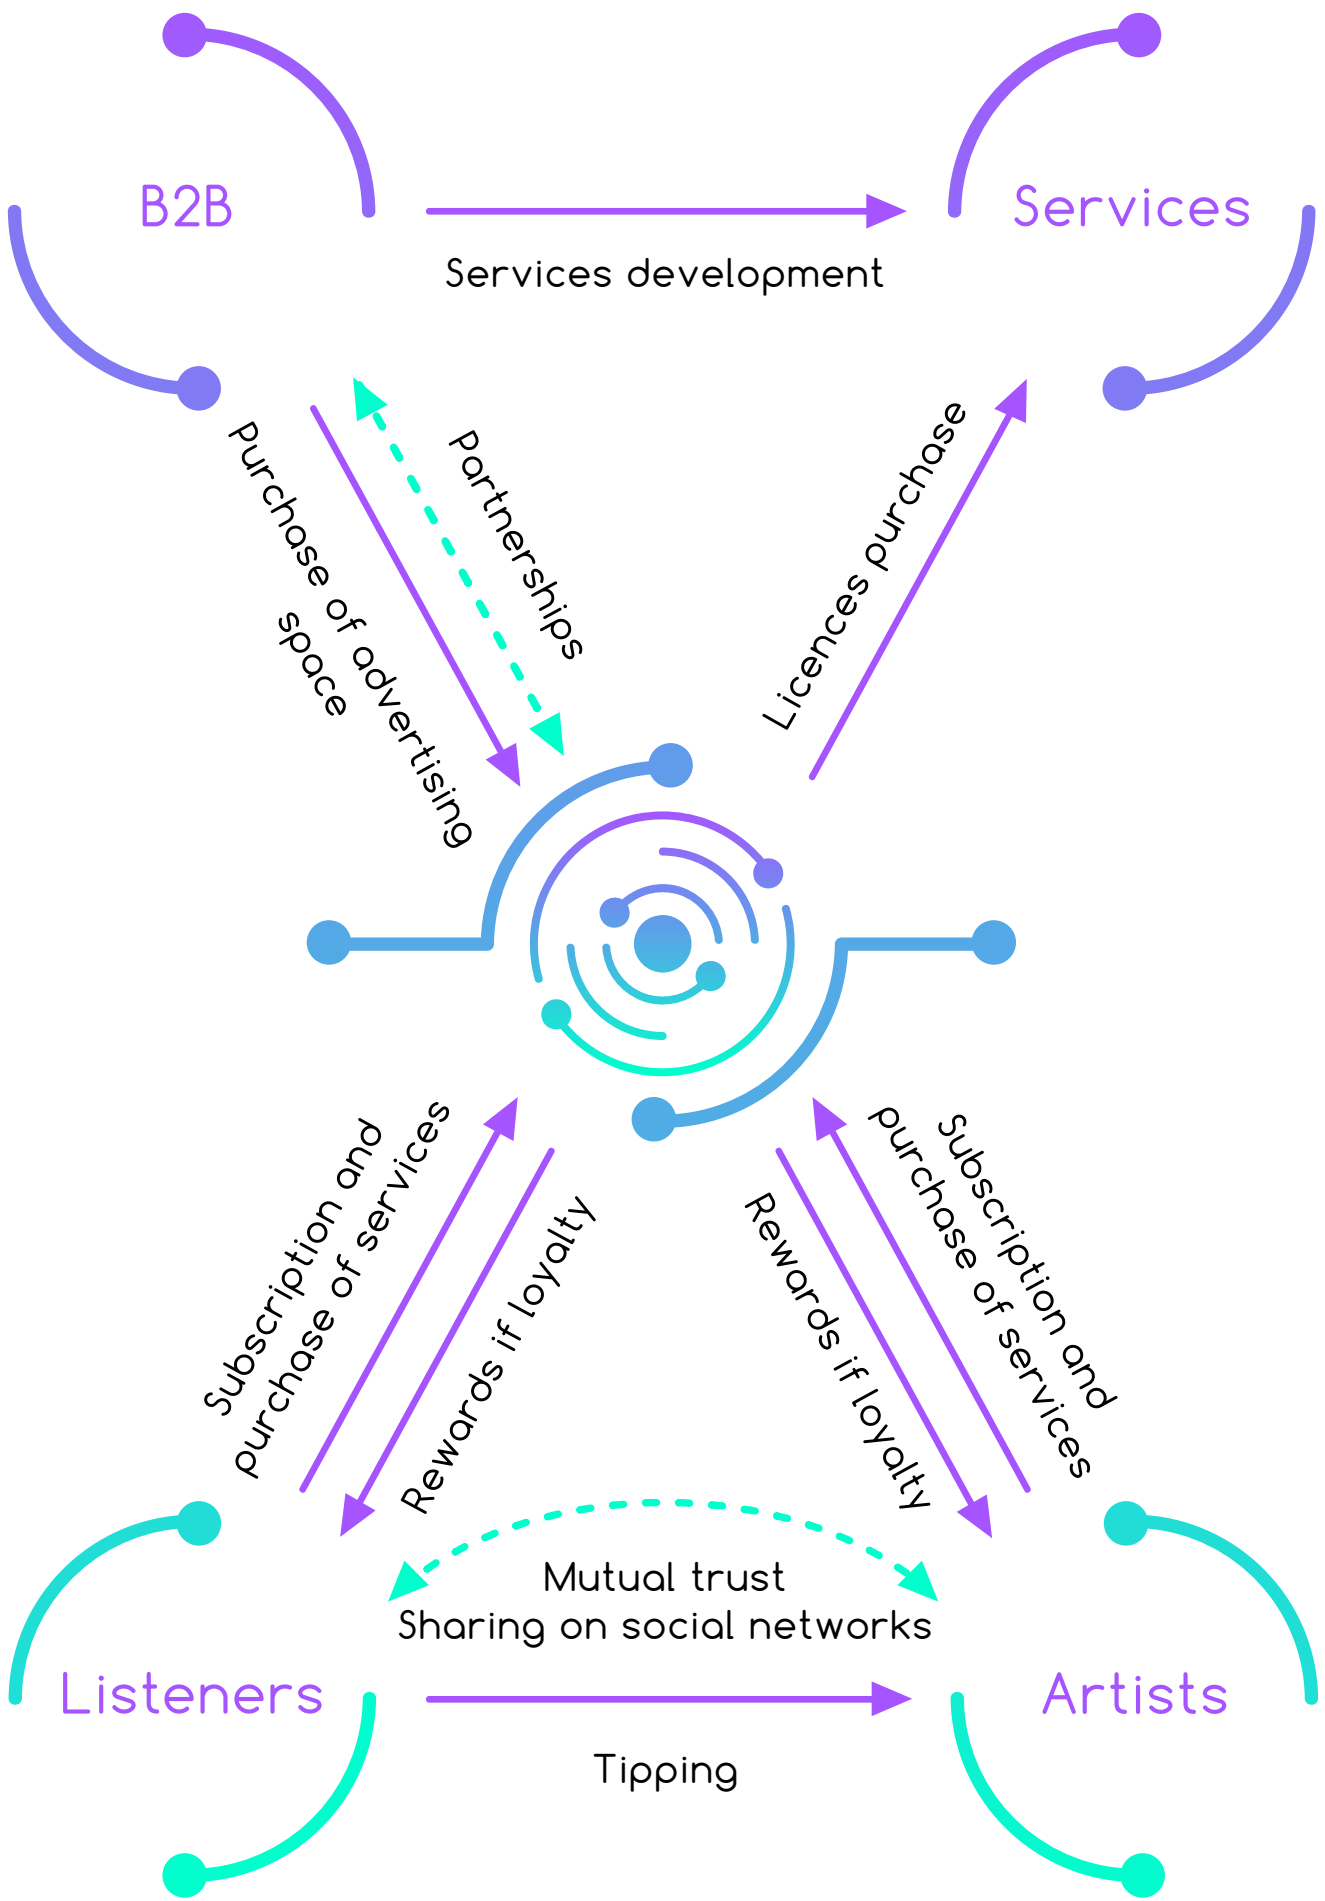 B2B
Services
Services development
Purchase of advertising
space
Partnerships
Licences purchase
Subscription and
purchase of services
Rewards if loyalty
Rewards if loyalty
Subscription and
purchase of services
Mutual trust
Sharing on social networks
Listeners
Artists
Tipping